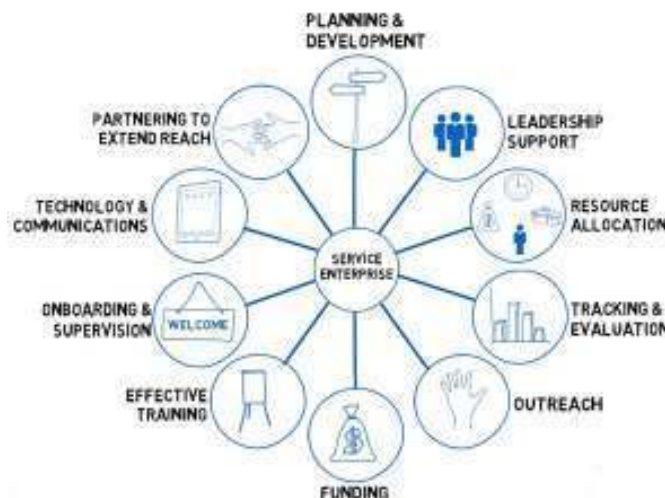 PLANNING &
DEVELOPMENT
PARTNERING TO
EXTEND REACH
LEADERSHIP
SUPPORT
TECHNOLOGY &
COMMUNICATIONS
RESOURCE
ALLOCATION
SERVICE
ENTERPRISE
ONBOARDING &
SUPERVISION
WELCOME
TRACKING &
EVALUATION
EFFECTIVE
TRAINING
$
OUTREACH
FUNDING